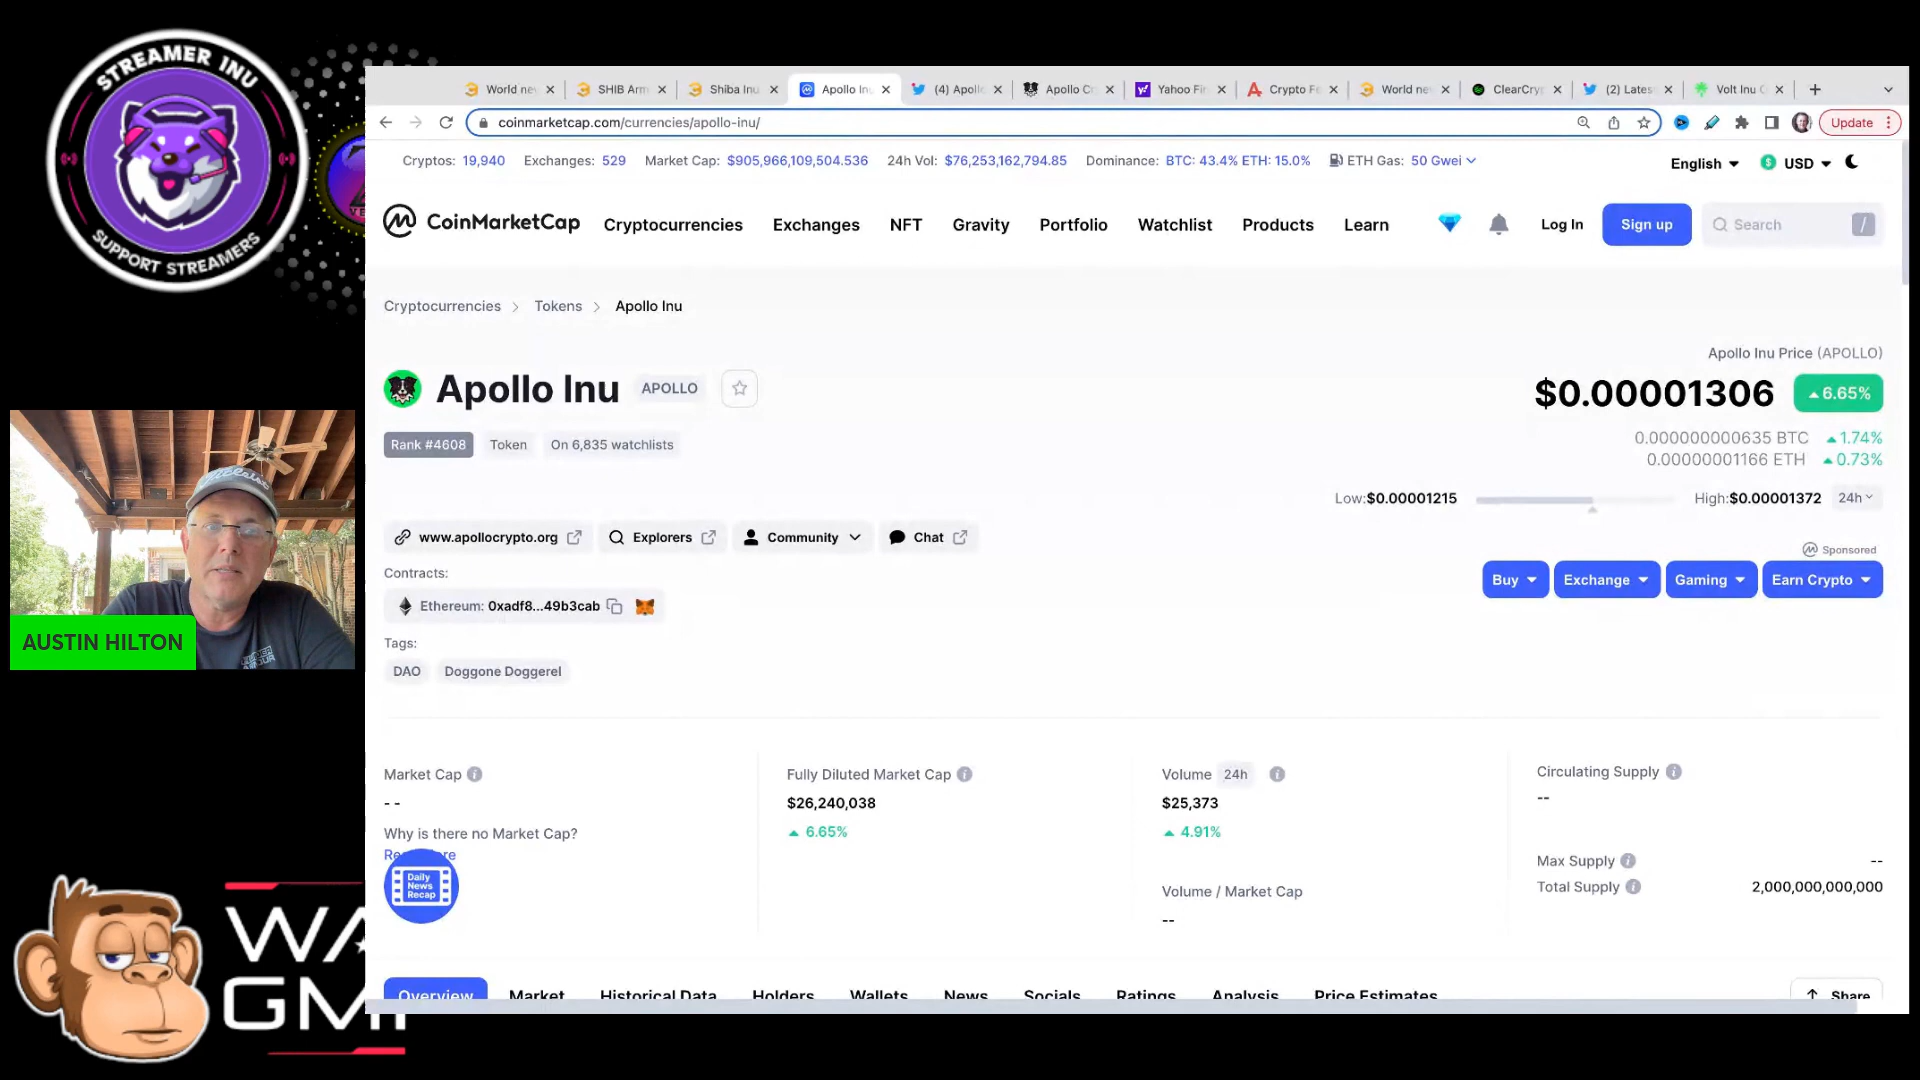 STREAMER INU
SUPPORT STREAMERS
AUSTIN HILTON
WA
GMI
World ne
SHIB Arm
Shiba Inu
Apollo In
(4) Apoll
Apollo C
Yahoo Fi
Crypto Fe
World ne
ClearCryp
(2) Lates
Volt Inu
coinmarketcap.com/currencies/apollo-inu/
Update
Cryptos: 19,940 Exchanges: 529 Market Cap: $905,966,109,504.536 24h Vol: $76,253,162,794.85 Dominance: BTC: 43.4% ETH: 15.0% ETH Gas: 50 Gwei
English USD
CoinMarketCap Cryptocurrencies Exchanges NFT Gravity Portfolio Watchlist Products Learn Log In Sign up Search /
Cryptocurrencies > Tokens > Apollo Inu
Apollo Inu Price (APOLLO)
Apollo Inu APOLLO
$0.00001306 6.65%
Rank #4608 Token On 6,835 watchlists
0.000000000635 BTC 1.74%
0.00000001166 ETH 0.73%
Low:$0.00001215 High:$0.00001372 24h
www.apollocrypto.org Explorers Community Chat
Sponsored
Buy Exchange Gaming Earn Crypto
Contracts:
Ethereum: 0xadf8...49b3cab
Tags:
DAO Doggone Doggerel
Market Cap
- -
Why is there no Market Cap?
Daily
News
Recap
Fully Diluted Market Cap
$26,240,038
6.65%
Volume 24h
$25,373
4.91%
Volume / Market Cap
--
Circulating Supply
--
Max Supply --
Total Supply 2,000,000,000,000
Overview Market Historical Data Holders Wallets News Socials Ratings Analysis Price Estimates Share